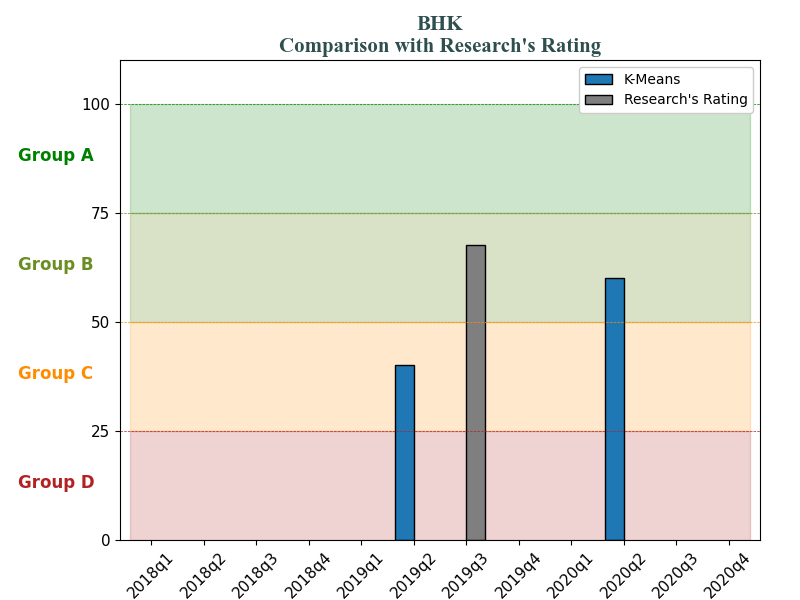 BHK
Comparison with Research's Rating
K-Means
Research's Rating
100
Group A
75
Group B
50
Group C
25
Group D
0
2018q1
2018q2
2018q3
2018q4
2019q1
2019q2
2019q3
2019q4
2020q1
2020q2
2020q3
2020q4